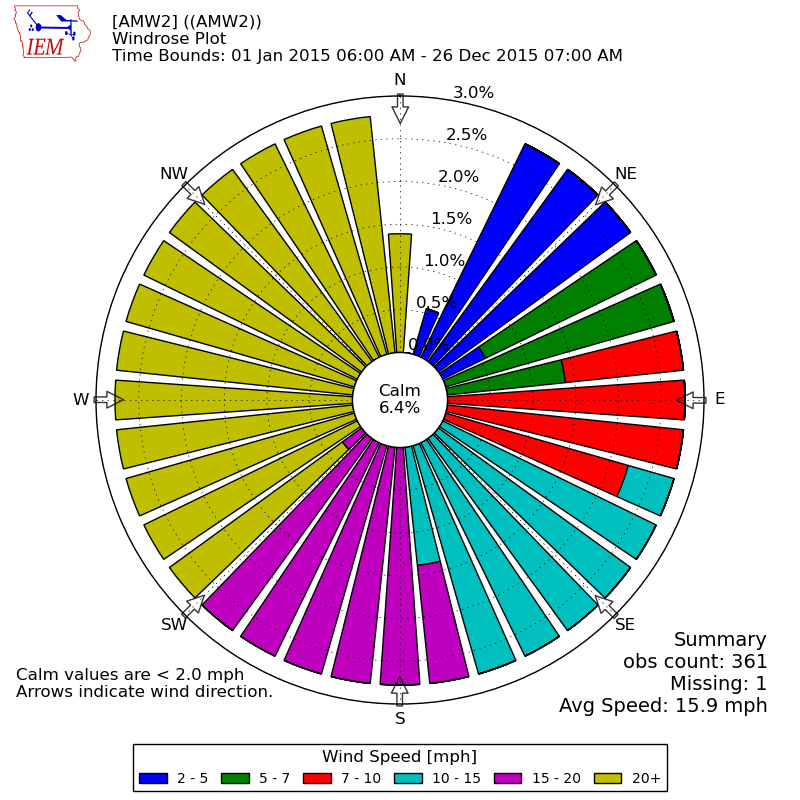 [AMW2] ((AMW2))
Windrose Plot
Time Bounds: 01 Jan 2015 06:00 AM - 26 Dec 2015 07:00 AM
IEM
N
3.0%
2.5%
2.0%
1.5%
1.0%
0.5%
0.0%
NW
NE
W
Calm
6.4%
E
SW
SE
S
Summary
obs count: 361
Missing: 1
Avg Speed: 15.9 mph
Calm values are < 2.0 mph
Arrows indicate wind direction.
Wind Speed [mph]
2 - 5
5 - 7
7 - 10
10 - 15
15 - 20
20+